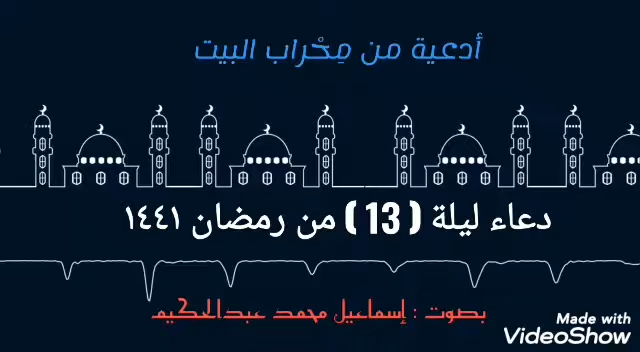 أدعية من مِحْراب البيت
دعاء ليلة ( 13 ) من رمضان ١٤٤١
بصوت : إسماعيل محمد عبدالحكيم
Made with
VideoShow